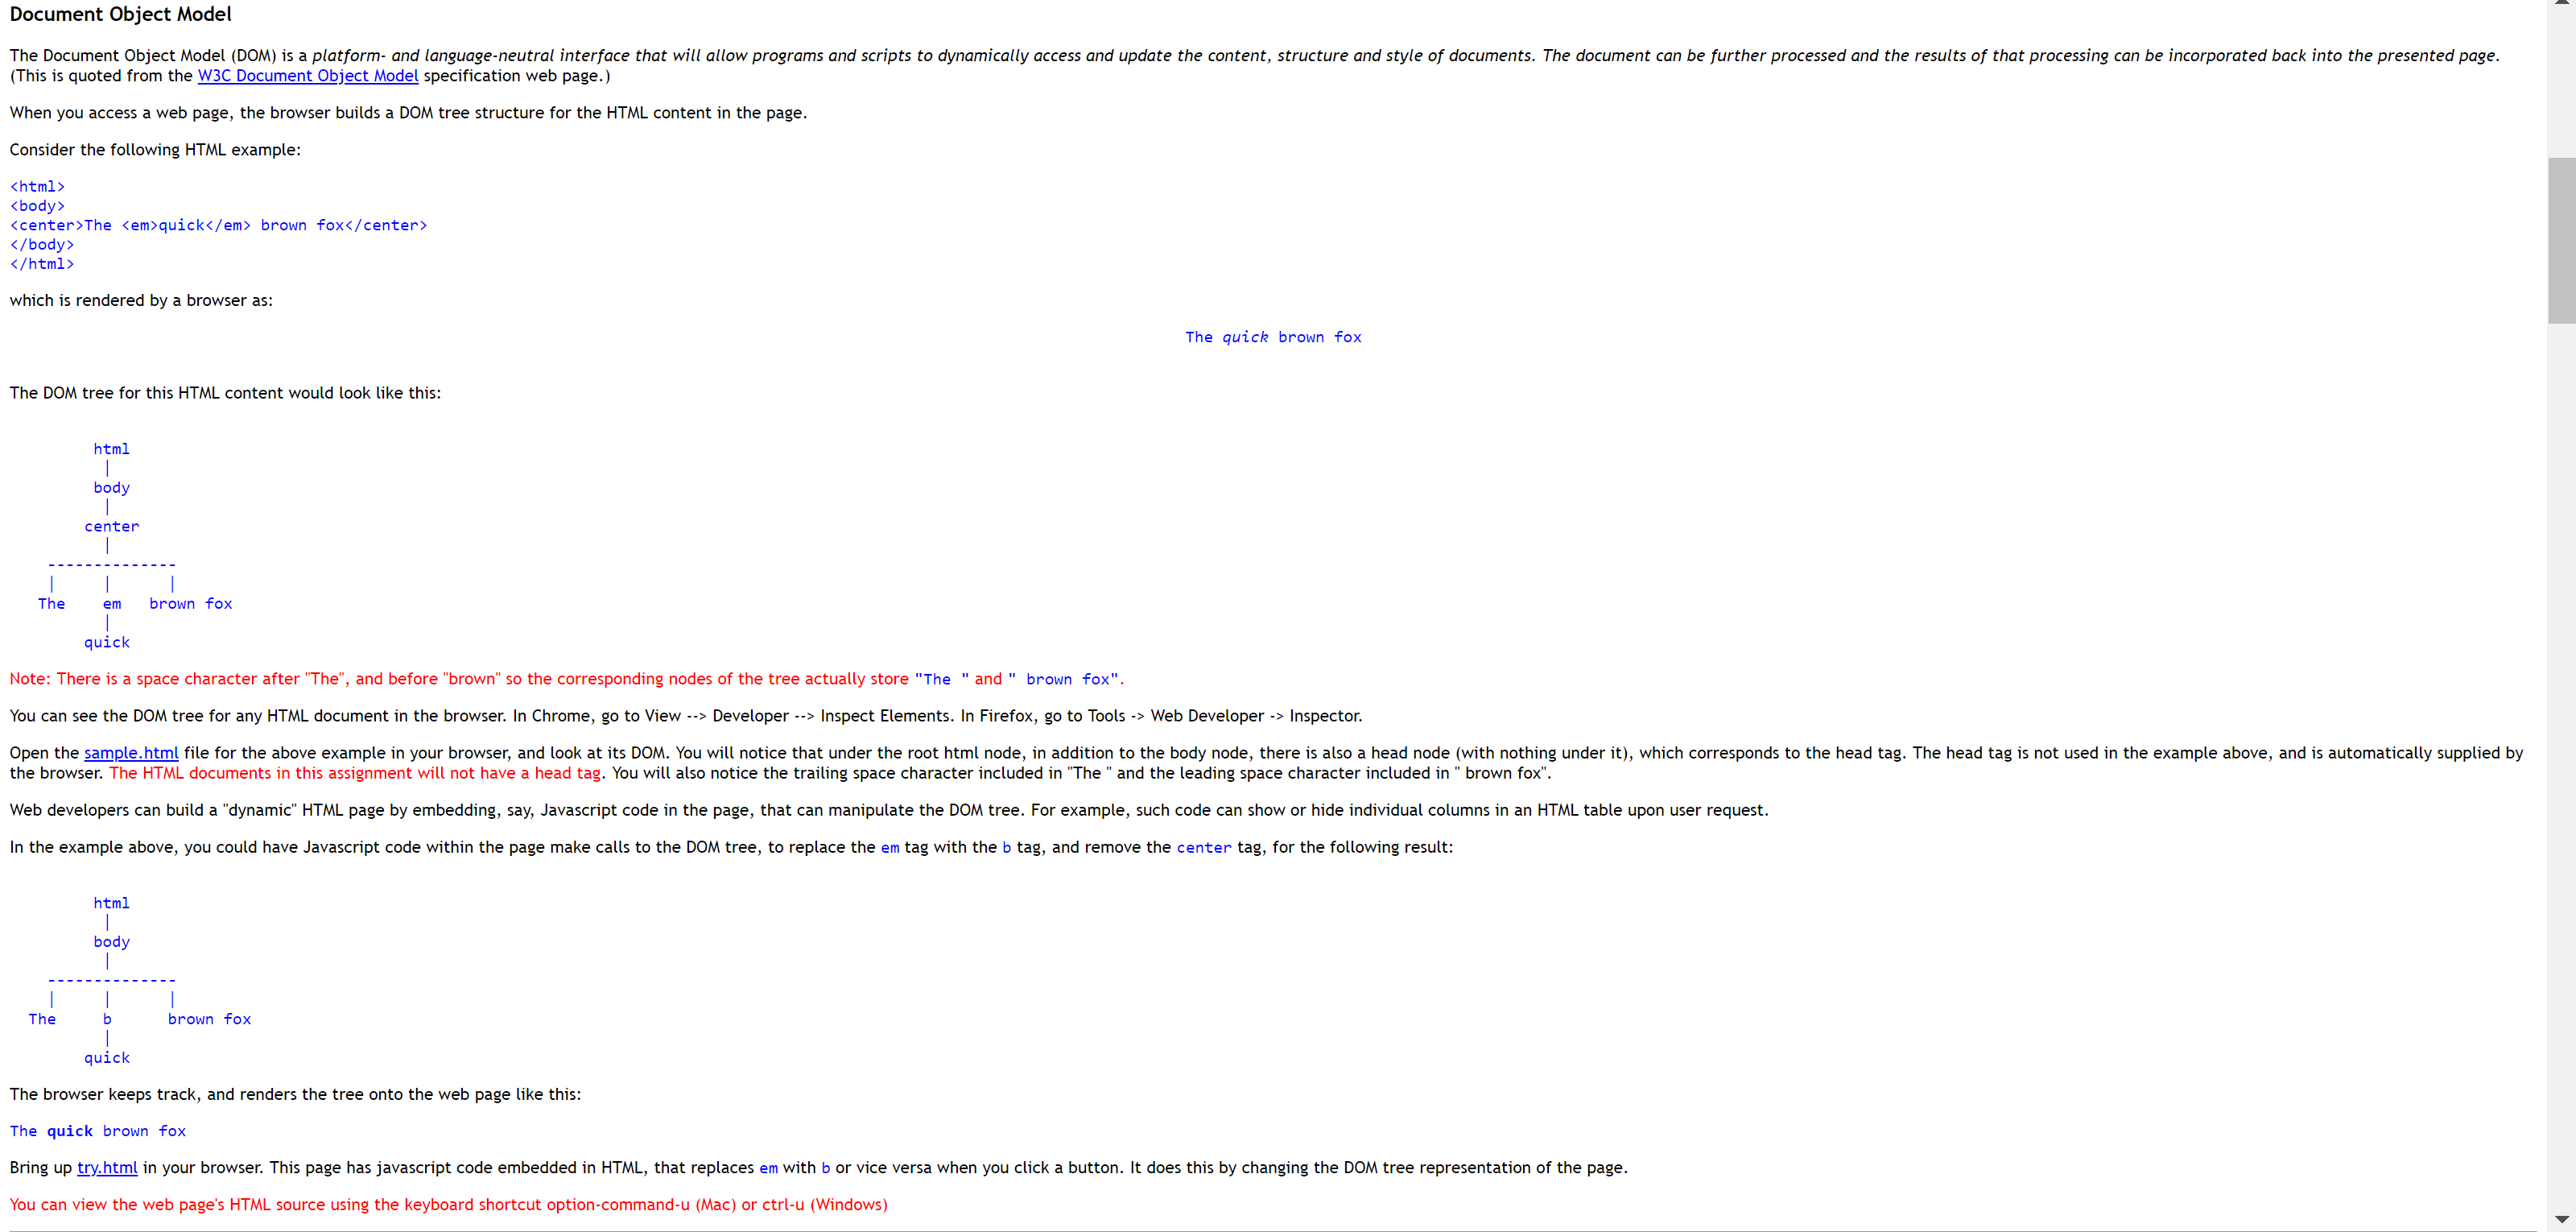 Document Object Model
The Document Object Model (DOM) is a platform- and language-neutral interface that will allow programs and scripts to dynamically access and update the content, structure and style of documents. The document can be further processed and the results of that processing can be incorporated back into the presented page.
(This is quoted from the W3C Document Object Model specification web page.)
When you access a web page, the browser builds a DOM tree structure for the HTML content in the page.
Consider the following HTML example:
<html>
<body>
<center>The <em>quick</em> brown fox</center>
</body>
</html>
which is rendered by a browser as:
The quick brown fox
The DOM tree for this HTML content would look like this:
html
|
body
|
center
|
--------------
| | |
The em brown fox
|
quick
Note: There is a space character after "The", and before "brown" so the corresponding nodes of the tree actually store "The " and " brown fox".
You can see the DOM tree for any HTML document in the browser. In Chrome, go to View --> Developer --> Inspect Elements. In Firefox, go to Tools -> Web Developer -> Inspector.
Open the sample.html file for the above example in your browser, and look at its DOM. You will notice that under the root html node, in addition to the body node, there is also a head node (with nothing under it), which corresponds to the head tag. The head tag is not used in the example above, and is automatically supplied by
the browser. The HTML documents in this assignment will not have a head tag. You will also notice the trailing space character included in "The " and the leading space character included in " brown fox".
Web developers can build a "dynamic" HTML page by embedding, say, Javascript code in the page, that can manipulate the DOM tree. For example, such code can show or hide individual columns in an HTML table upon user request.
In the example above, you could have Javascript code within the page make calls to the DOM tree, to replace the em tag with the b tag, and remove the center tag, for the following result:
html
|
body
|
--------------
| | |
The b brown fox
|
quick
The browser keeps track, and renders the tree onto the web page like this:
The quick brown fox
Bring up try.html in your browser. This page has javascript code embedded in HTML, that replaces em with b or vice versa when you click a button. It does this by changing the DOM tree representation of the page.
You can view the web page's HTML source using the keyboard shortcut option-command-u (Mac) or ctrl-u (Windows)